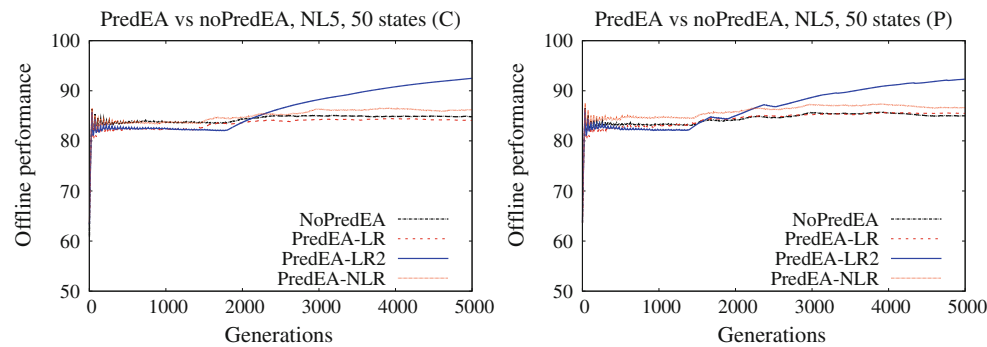 PredEA vs noPredEA, NL5, 50 states (C)
100
90
80
70
60
50
Offline performance
NoPredEA
PredEA-LR
PredEA-LR2
PredEA-NLR
0 1000 2000 3000 4000 5000
Generations
PredEA vs noPredEA, NL5, 50 states (P)
100
90
80
70
60
50
Offline performance
NoPredEA
PredEA-LR
PredEA-LR2
PredEA-NLR
0 1000 2000 3000 4000 5000
Generations